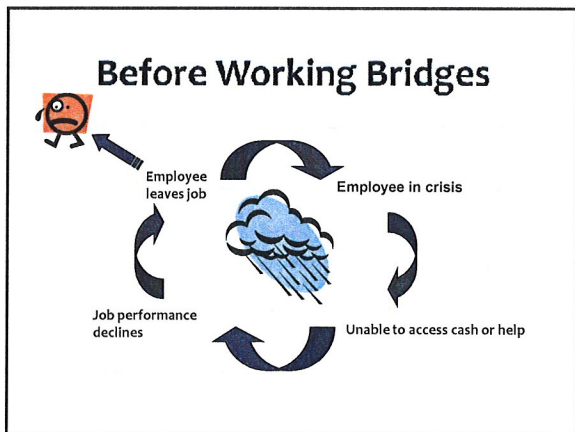 Before Working Bridges
Employee
leaves job
Employee in crisis
Job performance
declines
Unable to access cash or help